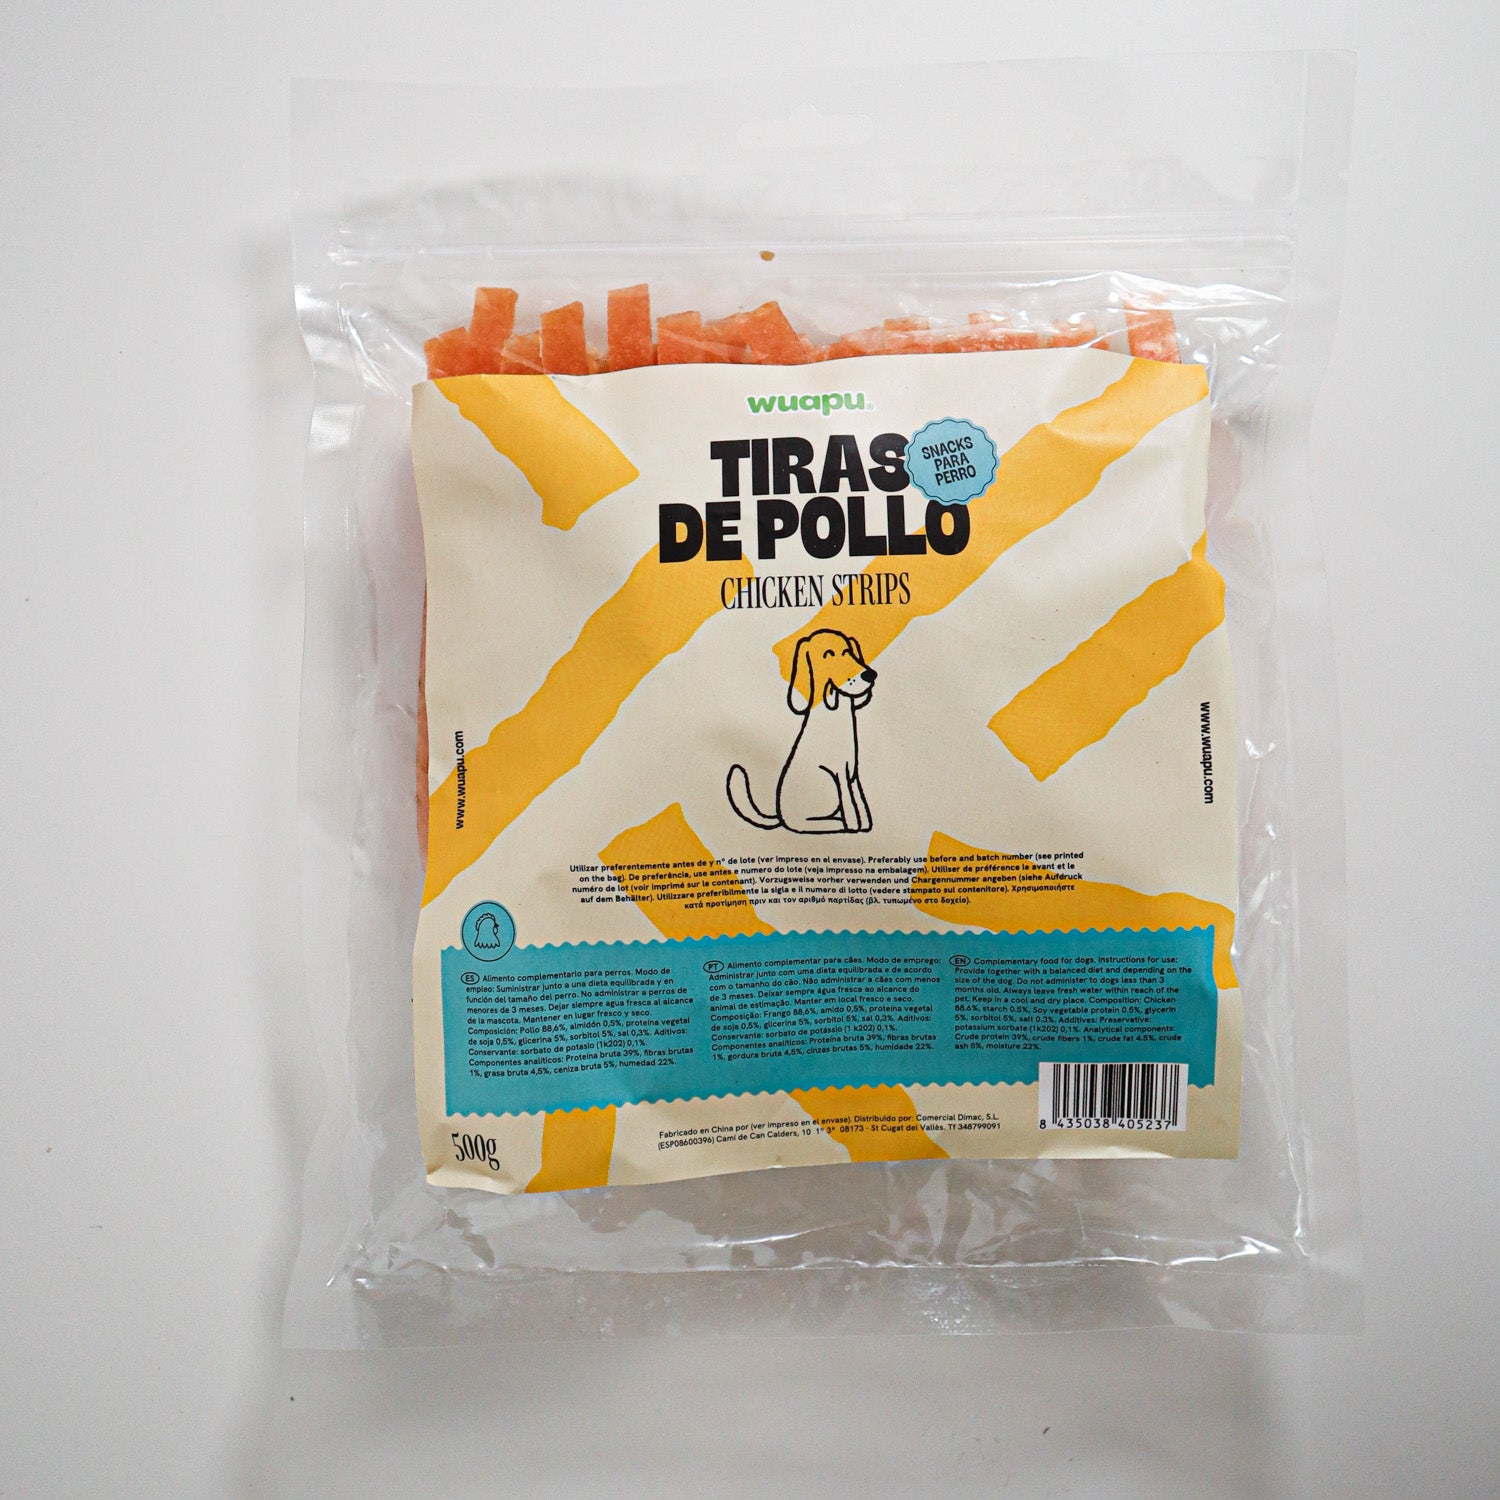 wuapu®
TIRAS
DE POLLO
SNACKS
PARA
PERRO
CHICKEN STRIPS
www.wuapu.com
www.wuapu.com
Utilizar preferentemente antes de y nº de lote (ver impreso en el envase). Preferably use before and batch number (see printed
on the bag). De preferência, use antes e numero do lote (veja impresso na embalagem). Utiliser de préférence le avant et le
numéro de lot (voir imprimé sur le contenant). Vorzugsweise vorher verwenden und Chargennummer angeben (siehe Aufdruck
auf dem Behälter). Utilizzare preferibilmente la sigla e il numero di lotto (vedere stampato sul contenitore). Χρησιμοποιήστε
κατά προτίμηση πριν και τον αριθμό παρτίδας (βλ. τυπωμένο στο δοχείο).
ES Alimento complementario para perros. Modo de
empleo: Suministrar junto a una dieta equilibrada y en
función del tamaño del perro. No administrar a perros de
menores de 3 meses. Dejar siempre agua fresca al alcance
de la mascota. Mantener en lugar fresco y seco.
Composición: Pollo 88,6%, almidón 0,5%, proteína vegetal
de soja 0,5%, glicerina 5%, sorbitol 5%, sal 0,3%. Aditivos:
Conservante: sorbato de potasio (1k202) 0,1%.
Componentes analíticos: Proteína bruta 39%, fibras brutas
1%, grasa bruta 4,5%, ceniza bruta 5%, humedad 22%.
PT Alimento complementar para cães. Modo de emprego:
Administrar junto com uma dieta equilibrada e de acordo
com o tamanho do cão. Não administrar a cães com menos
de 3 meses. Deixar sempre água fresca ao alcance do
animal de estimação. Manter em local fresco e seco.
Composição: Frango 88,6%, amido 0,5%, proteína vegetal
de soja 0,5%, glicerina 5%, sorbitol 5%, sal 0,3%. Aditivos:
Conservante: sorbato de potássio (1 k202) 0,1%.
Componentes analíticos: Proteína bruta 39%, fibras brutas
1%, gordura bruta 4,5%, cinzas brutas 5%, humidade 22%.
EN Complementary food for dogs. Instructions for use:
Provide together with a balanced diet and depending on the
size of the dog. Do not administer to dogs less than 3
months old. Always leave fresh water within reach of the
pet. Keep in a cool and dry place. Composition: Chicken
88.6%, starch 0.5%, Soy vegetable protein 0.5%, glycerin
5%, sorbitol 5%, salt 0.3%. Additives: Preservative:
potassium sorbate (1k202) 0,1%. Analytical components:
Crude protein 39%, crude fibers 1%, crude fat 4.5%, crude
ash 5%, moisture 22%.
500g
Fabricado en China por (ver impreso en el envase). Distribuido por: Comercial Dimac, S.L.
(ESP08600396) Camí de Can Calders, 10 1º 3ª 08173 - St Cugat del Vallès. Tf 348799091
8 435038 405237